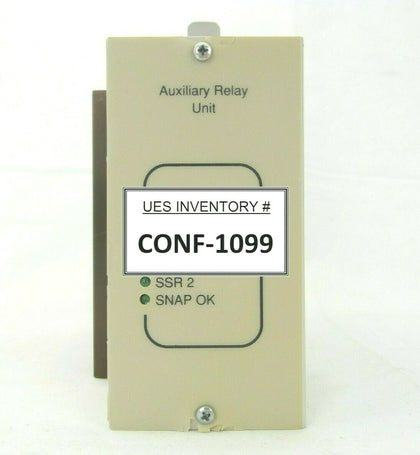 Auxiliary Relay
Unit
UES INVENTORY #
CONF-1099
SSR 2
SNAP OK